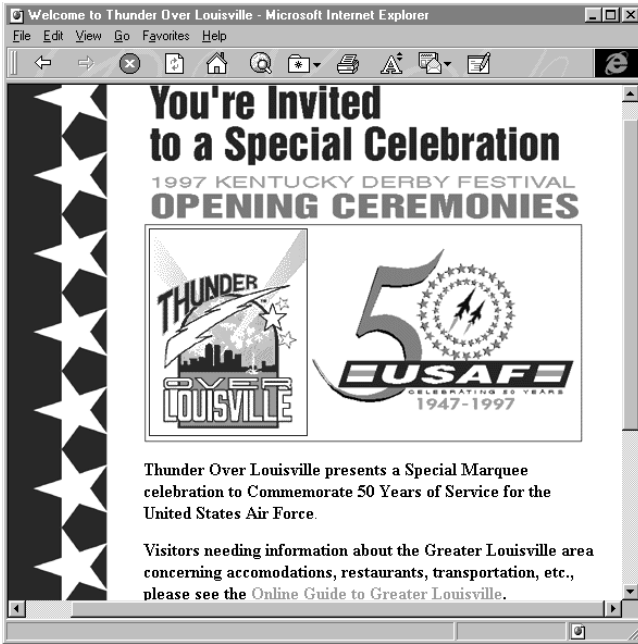 Welcome to Thunder Over Louisville - Microsoft Internet Explorer
File Edit View Go Favorites Help
You're Invited
to a Special Celebration
1997 KENTUCKY DERBY FESTIVAL
OPENING CEREMONIES
THUNDER
OVER
LOUISVILLE
50
USAF
CELEBRATING 50 YEARS
1947-1997
Thunder Over Louisville presents a Special Marquee
celebration to Commemorate 50 Years of Service for the
United States Air Force.
Visitors needing information about the Greater Louisville area
concerning accomodations, restaurants, transportation, etc.,
please see the Online Guide to Greater Louisville.